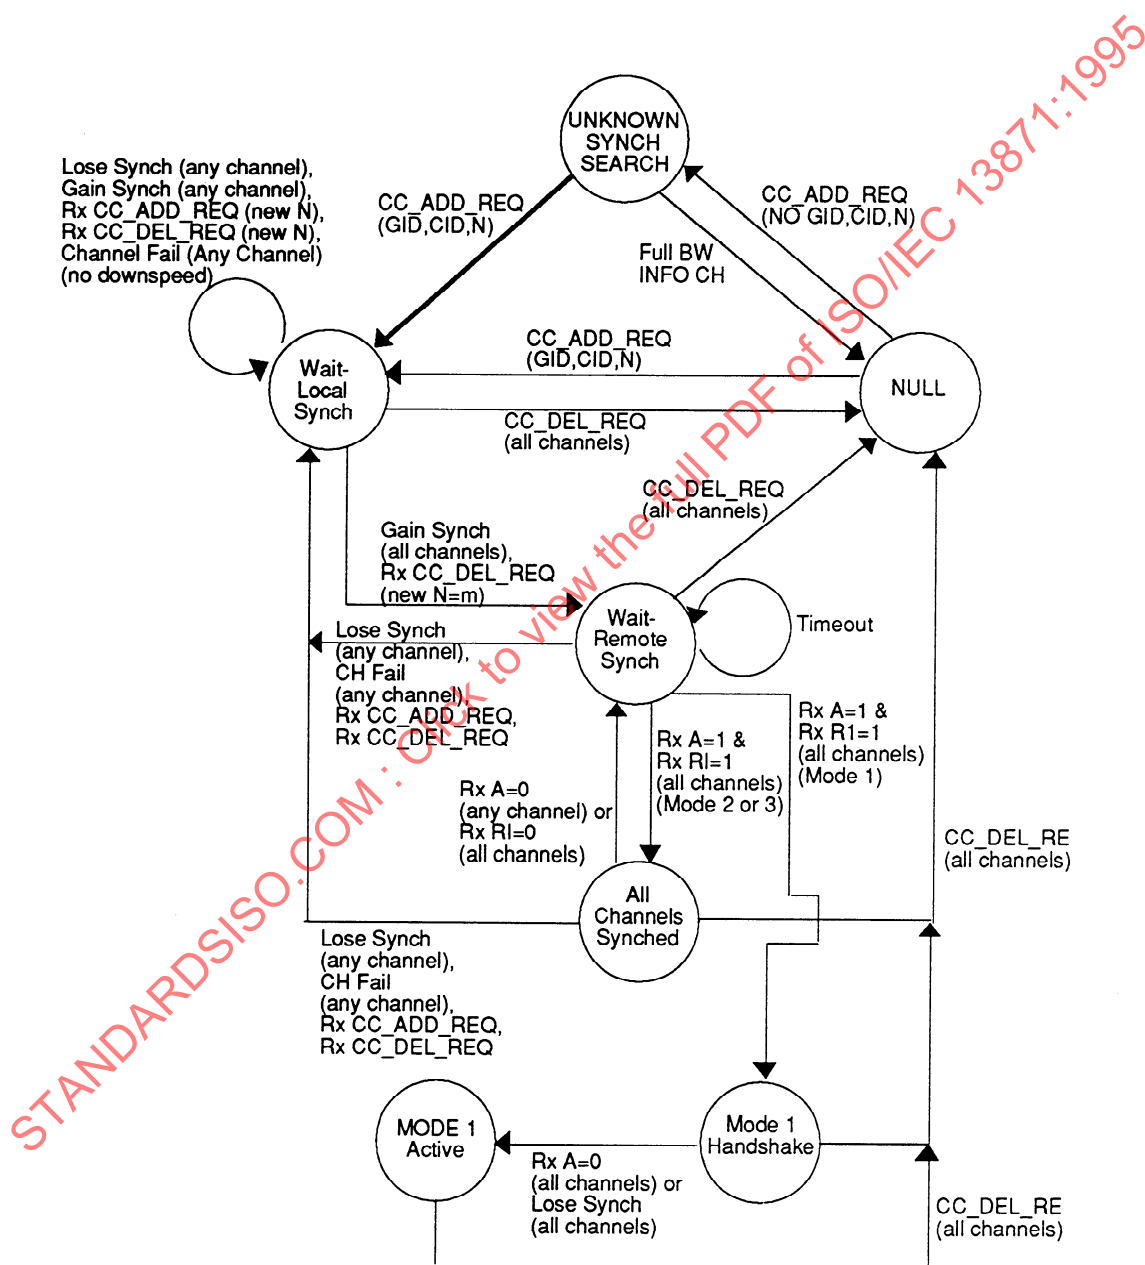 UNKNOWN
SYNCH
SEARCH
Lose Synch (any channel),
Gain Synch (any channel),
Rx CC_ADD_REQ (new N),
Rx CC_DEL_REQ (new N),
Channel Fail (Any Channel)
(no downspeed)
CC_ADD_REQ
(GID,CID,N)
CC_ADD_REQ
(NO GID,CID,N)
Full BW
INFO CH
CC_ADD_REQ
(GID,CID,N)
Wait-
Local
Synch
NULL
CC_DEL_REQ
(all channels)
CC_DEL_REQ
(all channels)
Gain Synch
(all channels),
Rx CC_DEL_REQ
(new N=m)
Wait-
Remote
Synch
Timeout
Lose Synch
(any channel),
CH Fail
(any channel)
Rx CC_ADD_REQ,
Rx CC_DEL_REQ
Rx A=1 &
Rx RI=1
(all channels)
(Mode 2 or 3)
Rx A=1 &
Rx R1=1
(all channels)
(Mode 1)
Rx A=0
(any channel) or
Rx RI=0
(all channels)
CC_DEL_RE
(all channels)
All
Channels
Synched
Lose Synch
(any channel),
CH Fail
(any channel),
Rx CC_ADD_REQ,
Rx CC_DEL_REQ
MODE 1
Active
Mode 1
Handshake
Rx A=0
(all channels) or
Lose Synch
(all channels)
CC_DEL_RE
(all channels)
STANDARDSISO.COM : Click to view the full PDF of ISO/IEC 13871:1995